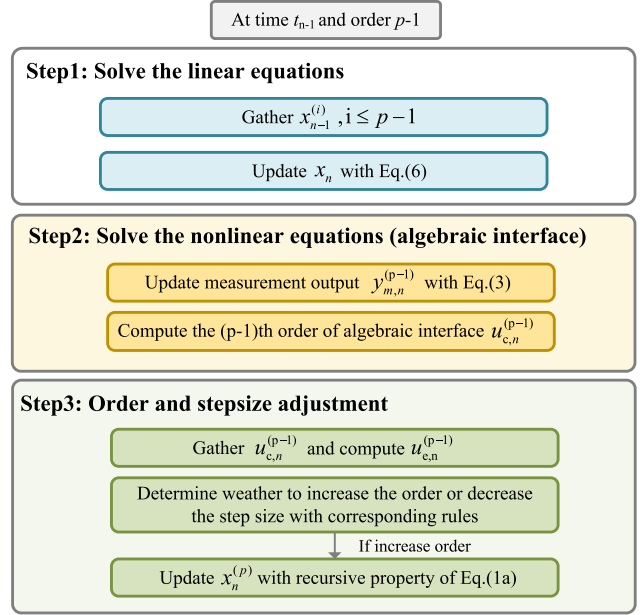 At time t_{n-1} and order p-1
Step1: Solve the linear equations
Gather x_{n-1}^{(i)} , i ≤ p-1
Update x_n with Eq.(6)
Step2: Solve the nonlinear equations (algebraic interface)
Update measurement output y_{m,n}^{(p-1)} with Eq.(3)
Compute the (p-1)th order of algebraic interface u_{c,n}^{(p-1)}
Step3: Order and stepsize adjustment
Gather u_{c,n}^{(p-1)} and compute u_{e,n}^{(p-1)}
Determine weather to increase the order or decrease
the step size with corresponding rules
If increase order
Update x_n^{(p)} with recursive property of Eq.(1a)